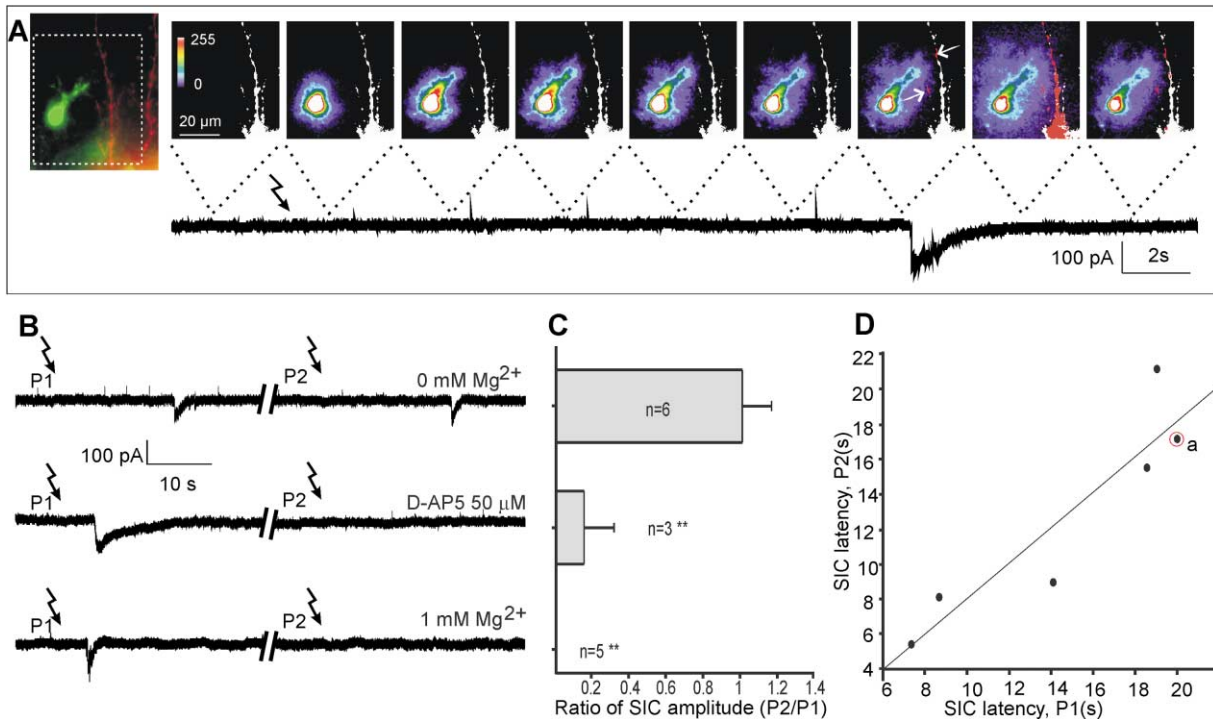 A
255
0
20 µm
100 pA
2s
B
P1
P2
0 mM Mg2+
100 pA
10 s
P1
P2
D-AP5 50 µM
P1
P2
1 mM Mg2+
C
n=6
n=3 **
n=5 **
0.2 0.4 0.6 0.8 1 1.2 1.4
Ratio of SIC amplitude (P2/P1)
D
SIC latency, P2(s)
22
20
18
16
14
12
10
8
6
4
a
6 8 10 12 14 16 18 20
SIC latency, P1(s)